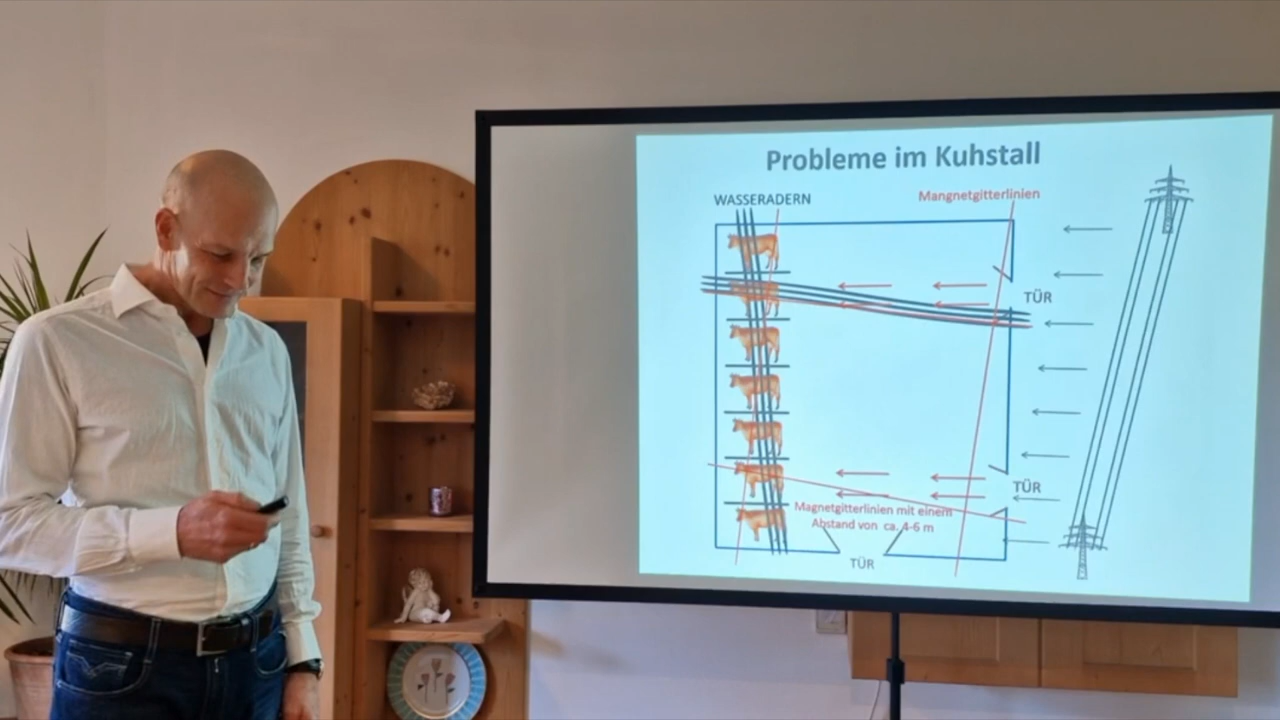 Probleme im Kuhstall
WASSERADERN
Mangnetgitterlinien
TÜR
TÜR
Magnetgitterlinien mit einem
Abstand von ca. 4-6 m
TÜR